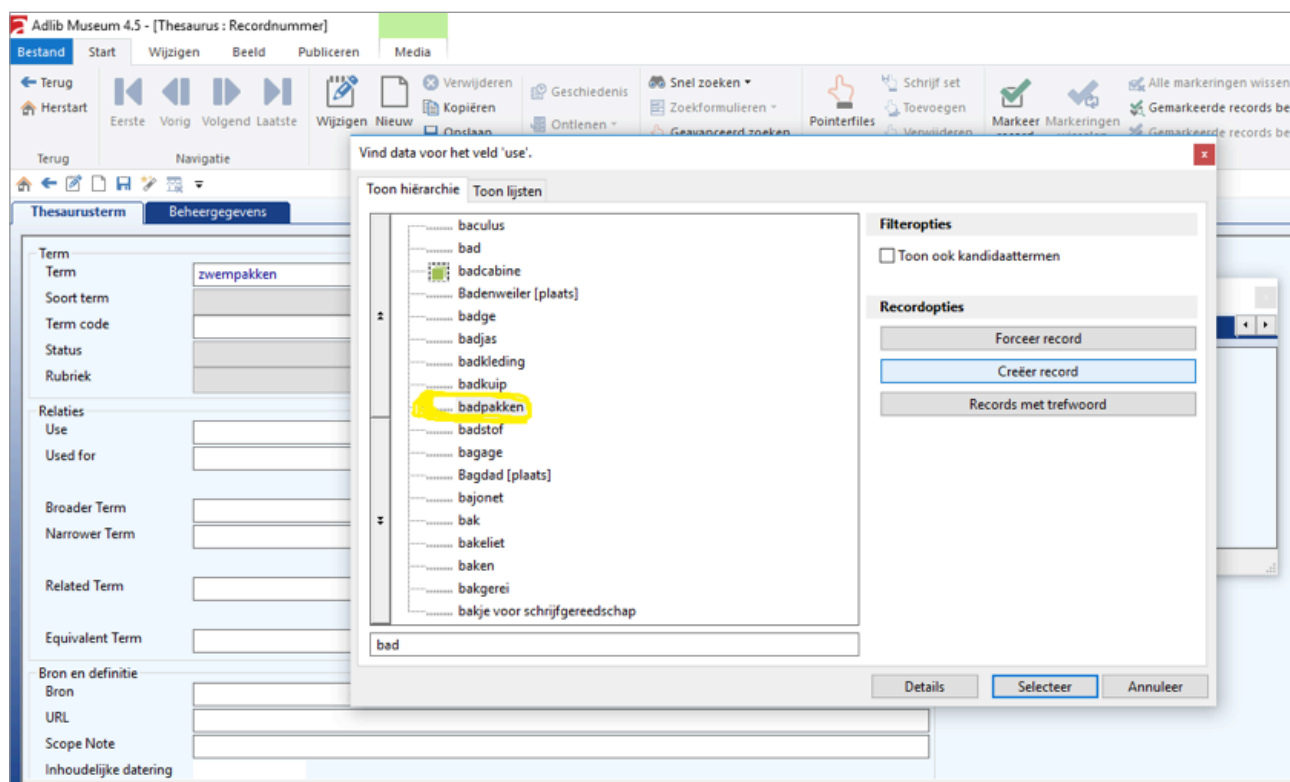 Adlib Museum 4.5 - [Thesaurus : Recordnummer]
Bestand Start Wijzigen Beeld Publiceren Media
Terug
Herstart
Eerste Vorig Volgend Laatste
Wijzigen Nieuw
Verwijderen
Kopiëren
Opslaan
Geschiedenis
Ontlenen
Snel zoeken
Zoekformulieren
Geavanceerd zoeken
Pointerfiles
Schrijf set
Toevoegen
Verwijderen
Markeer Markeringen
Alle markeringen wissen
Gemarkeerde records be
Gemarkeerde records be
Terug Navigatie
Thesaurusterm Beheergegevens
Term
Term zwempakken
Soort term
Term code
Status
Rubriek
Relaties
Use
Used for
Broader Term
Narrower Term
Related Term
Equivalent Term
Bron en definitie
Bron
URL
Scope Note
Inhoudelijke datering
Vind data voor het veld 'use'.
x
Toon hiërarchie Toon lijsten
baculus
bad
badcabine
Badenweiler [plaats]
badge
badjas
badkleding
badkuip
badpakken
badstof
bagage
Bagdad [plaats]
bajonet
bak
bakeliet
baken
bakgerei
bakje voor schrijfgereedschap
bad
Filteropties
Toon ook kandidaattermen
Recordopties
Forceer record
Creëer record
Records met trefwoord
Details Selecteer Annuleer